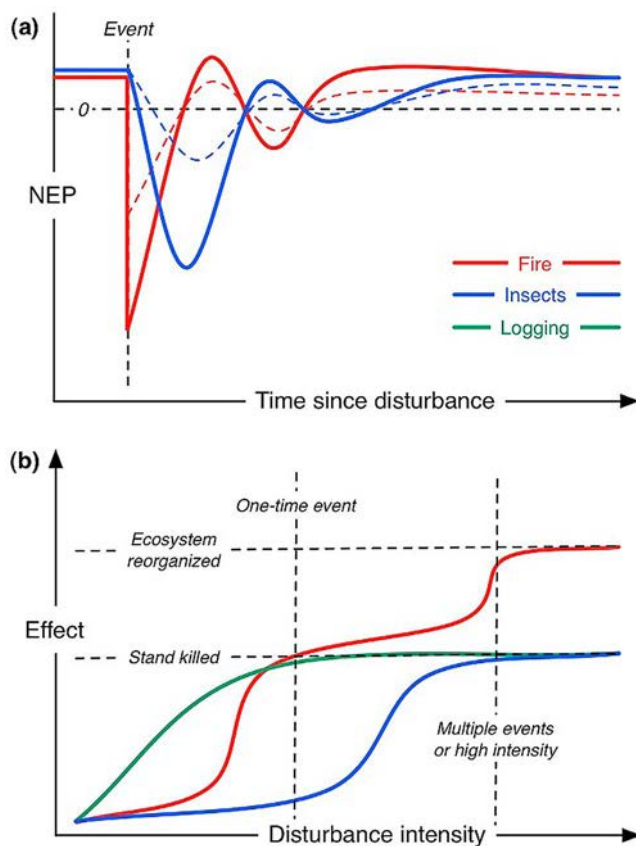 (a)
Event
0
NEP
Fire
Insects
Logging
Time since disturbance
(b)
One-time event
Ecosystem
reorganized
Effect
Stand killed
Multiple events
or high intensity
Disturbance intensity